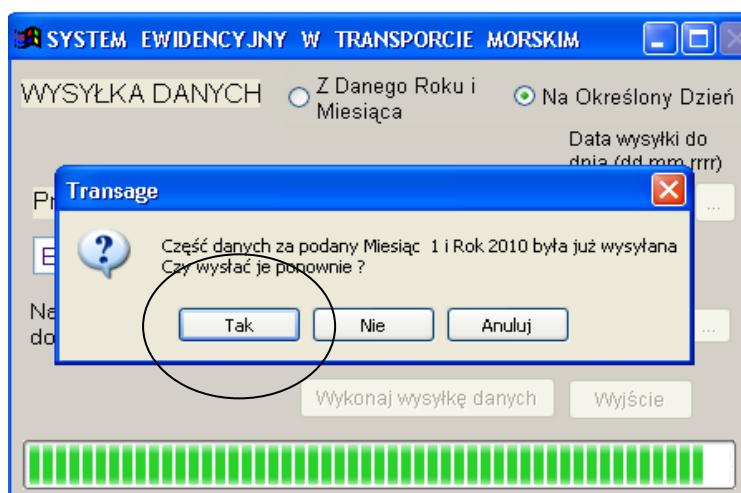 SYSTEM EWIDENCYJNY W TRANSPORCIE MORSKIM
WYSYŁKA DANYCH
Z Danego Roku i
Miesiąca
Na Określony Dzień
Data wysyłki do
dnia (dd mm rrrr)
Transage
...
Część danych za podany Miesiąc 1 i Rok 2010 była już wysyłana
Czy wysłać je ponownie ?
Tak
Nie
Anuluj
...
Wykonaj wysyłkę danych
Wyjście